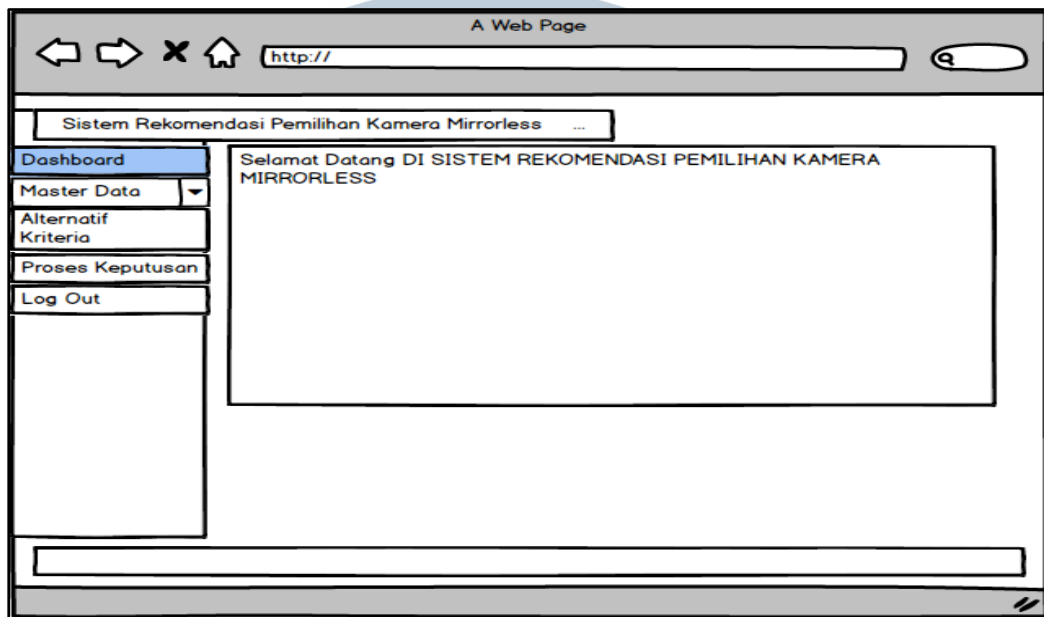 A Web Page
http://
Sistem Rekomendasi Pemilihan Kamera Mirrorless ...
Dashboard
Master Data
Alternatif
Kriteria
Proses Keputusan
Log Out
Selamat Datang DI SISTEM REKOMENDASI PEMILIHAN KAMERA
MIRRORLESS